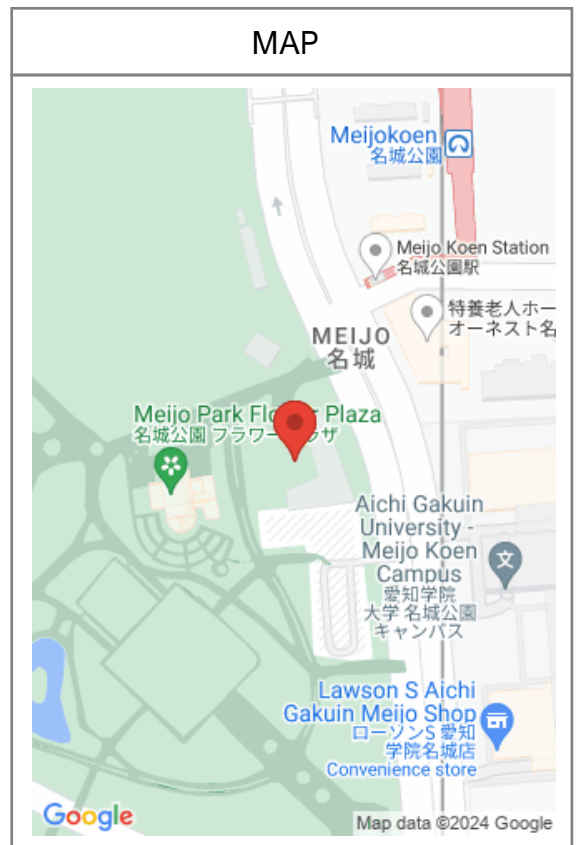 MAP
Meijokoen
名城公園
Meijo Koen Station
名城公園駅
特養老人ホー
オーネスト名
MEIJO
名城
Meijo Park Flower Plaza
名城公園 フラワープラザ
Aichi Gakuin
University -
Meijo Koen
Campus
愛知学院
大学 名城公園
キャンパス
文
Lawson S Aichi
Gakuin Meijo Shop
ローソンS 愛知
学院名城店
Convenience store
Google
Map data ©2024 Google